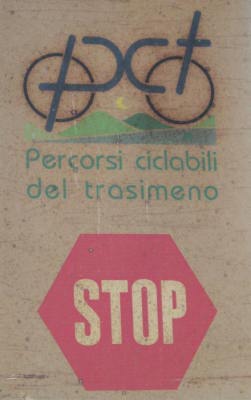 pct
Percorsi ciclabili
del trasimeno
STOP